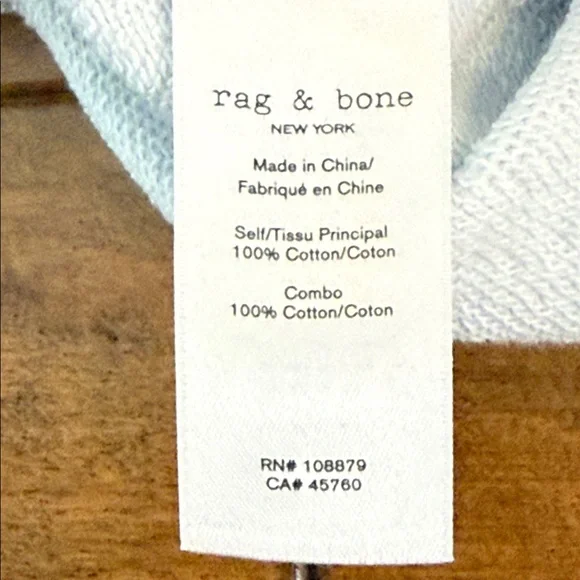 rag & bone
NEW YORK
Made in China/
Fabriqué en Chine
Self/Tissu Principal
100% Cotton/Coton
Combo
100% Cotton/Coton
RN# 108879
CA# 45760